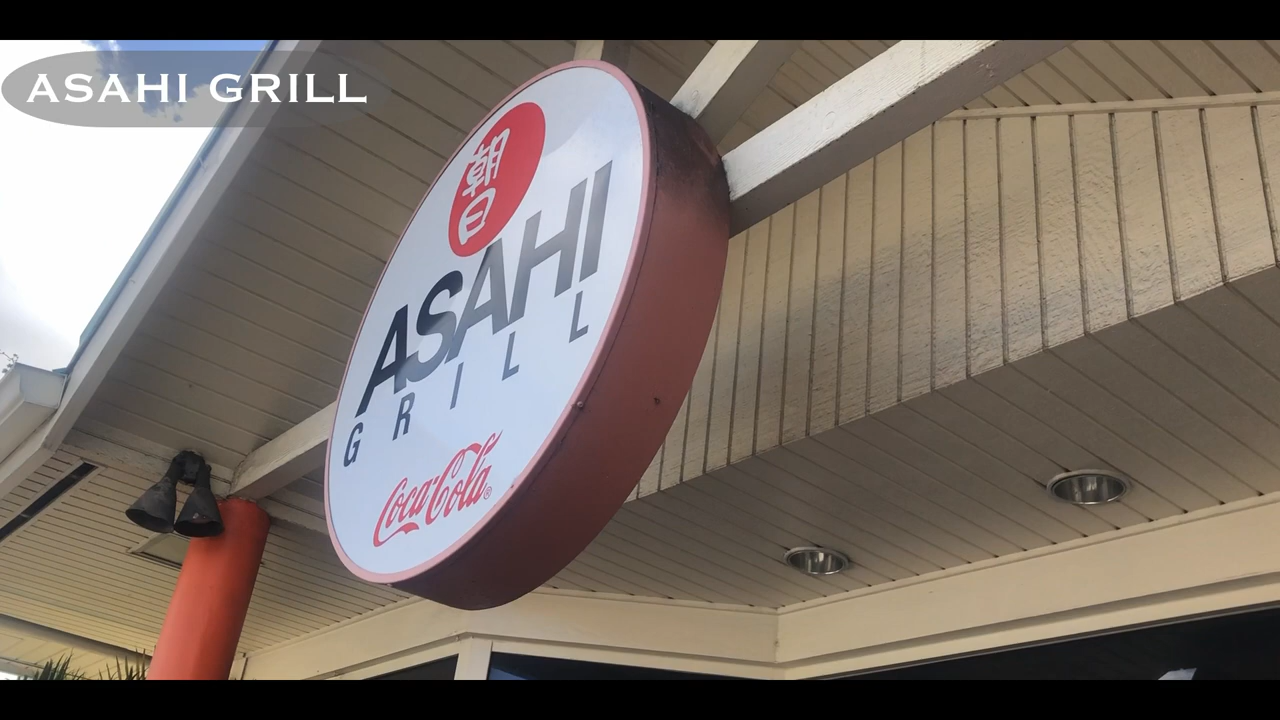 ASAHI GRILL
朝
日
ASAHI
GRILL
Coca-Cola®